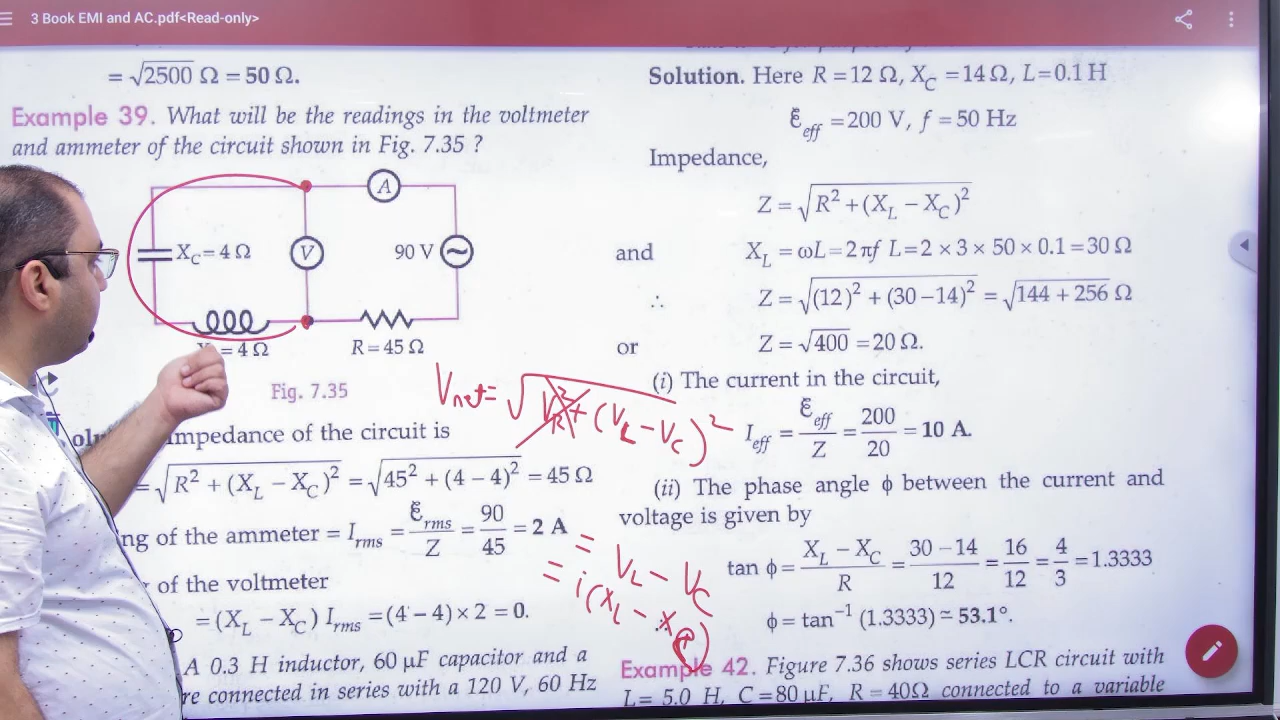 3 Book EMI and AC.pdf<Read-only>
= √2500 Ω = 50 Ω.
Example 39. What will be the readings in the voltmeter
and ammeter of the circuit shown in Fig. 7.35 ?
A
X_C = 4 Ω
V
90 V
= 4 Ω
R = 45 Ω
Fig. 7.35
impedance of the circuit is
= √R² + (X_L − X_C)² = √45² + (4 − 4)² = 45 Ω
of the ammeter = I_rms = ℰ_rms/Z = 90/45 = 2 A
of the voltmeter
= (X_L − X_C) I_rms = (4 − 4) × 2 = 0.
A 0.3 H inductor, 60 μF capacitor and a
connected in series with a 120 V, 60 Hz
V_net = √V_R² + (V_L − V_C)²
= V_L − V_C
= i(X_L − X
Solution. Here R = 12 Ω, X_C = 14 Ω, L = 0.1 H
ℰ_eff = 200 V, f = 50 Hz
Impedance,
Z = √R² + (X_L − X_C)²
and X_L = ωL = 2πf L = 2 × 3 × 50 × 0.1 = 30 Ω
∴ Z = √(12)² + (30 − 14)² = √144 + 256 Ω
or Z = √400 = 20 Ω.
(i) The current in the circuit,
I_eff = ℰ_eff/Z = 200/20 = 10 A.
(ii) The phase angle ϕ between the current and
voltage is given by
tan ϕ = X_L − X_C/R = 30 − 14/12 = 16/12 = 4/3 = 1.3333
∴ ϕ = tan⁻¹ (1.3333) ≃ 53.1°.
Example 42. Figure 7.36 shows series LCR circuit with
L = 5.0 H, C = 80 μF, R = 40Ω connected to a variable